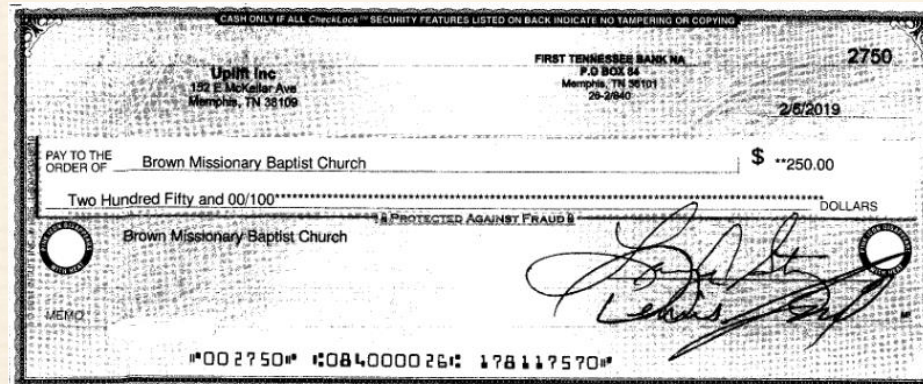 CASH ONLY IF ALL CheckLock™ SECURITY FEATURES LISTED ON BACK INDICATE NO TAMPERING OR COPYING
2750
Uplift Inc
152 E McKellar Ave
Memphis, TN 38109
FIRST TENNESSEE BANK NA
P.O BOX 84
Memphis, TN 38101
26-2/840
2/6/2019
PAY TO THE
ORDER OF Brown Missionary Baptist Church $ **250.00
Two Hundred Fifty and 00/100****************************** DOLLARS
PROTECTED AGAINST FRAUD
Brown Missionary Baptist Church
MEMO
⑈002750⑈ ⑆084000026⑆ 178117570⑈